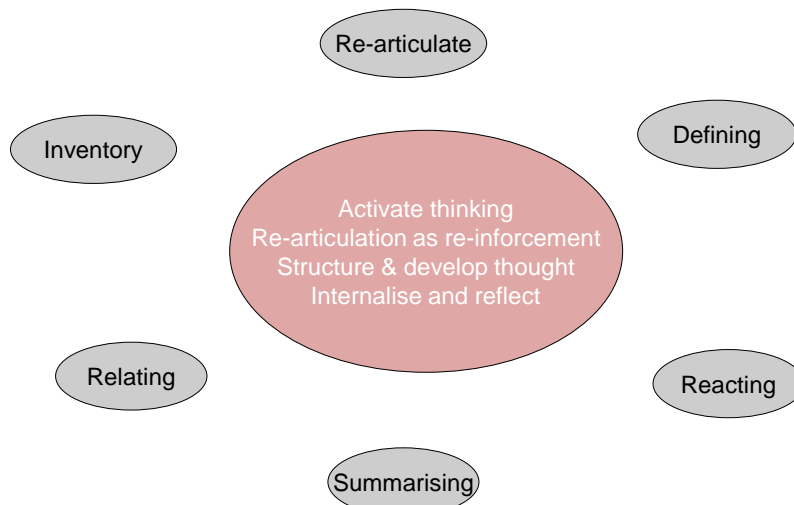 Re-articulate
Inventory
Defining
Activate thinking
Re-articulation as re-inforcement
Structure & develop thought
Internalise and reflect
Relating
Reacting
Summarising